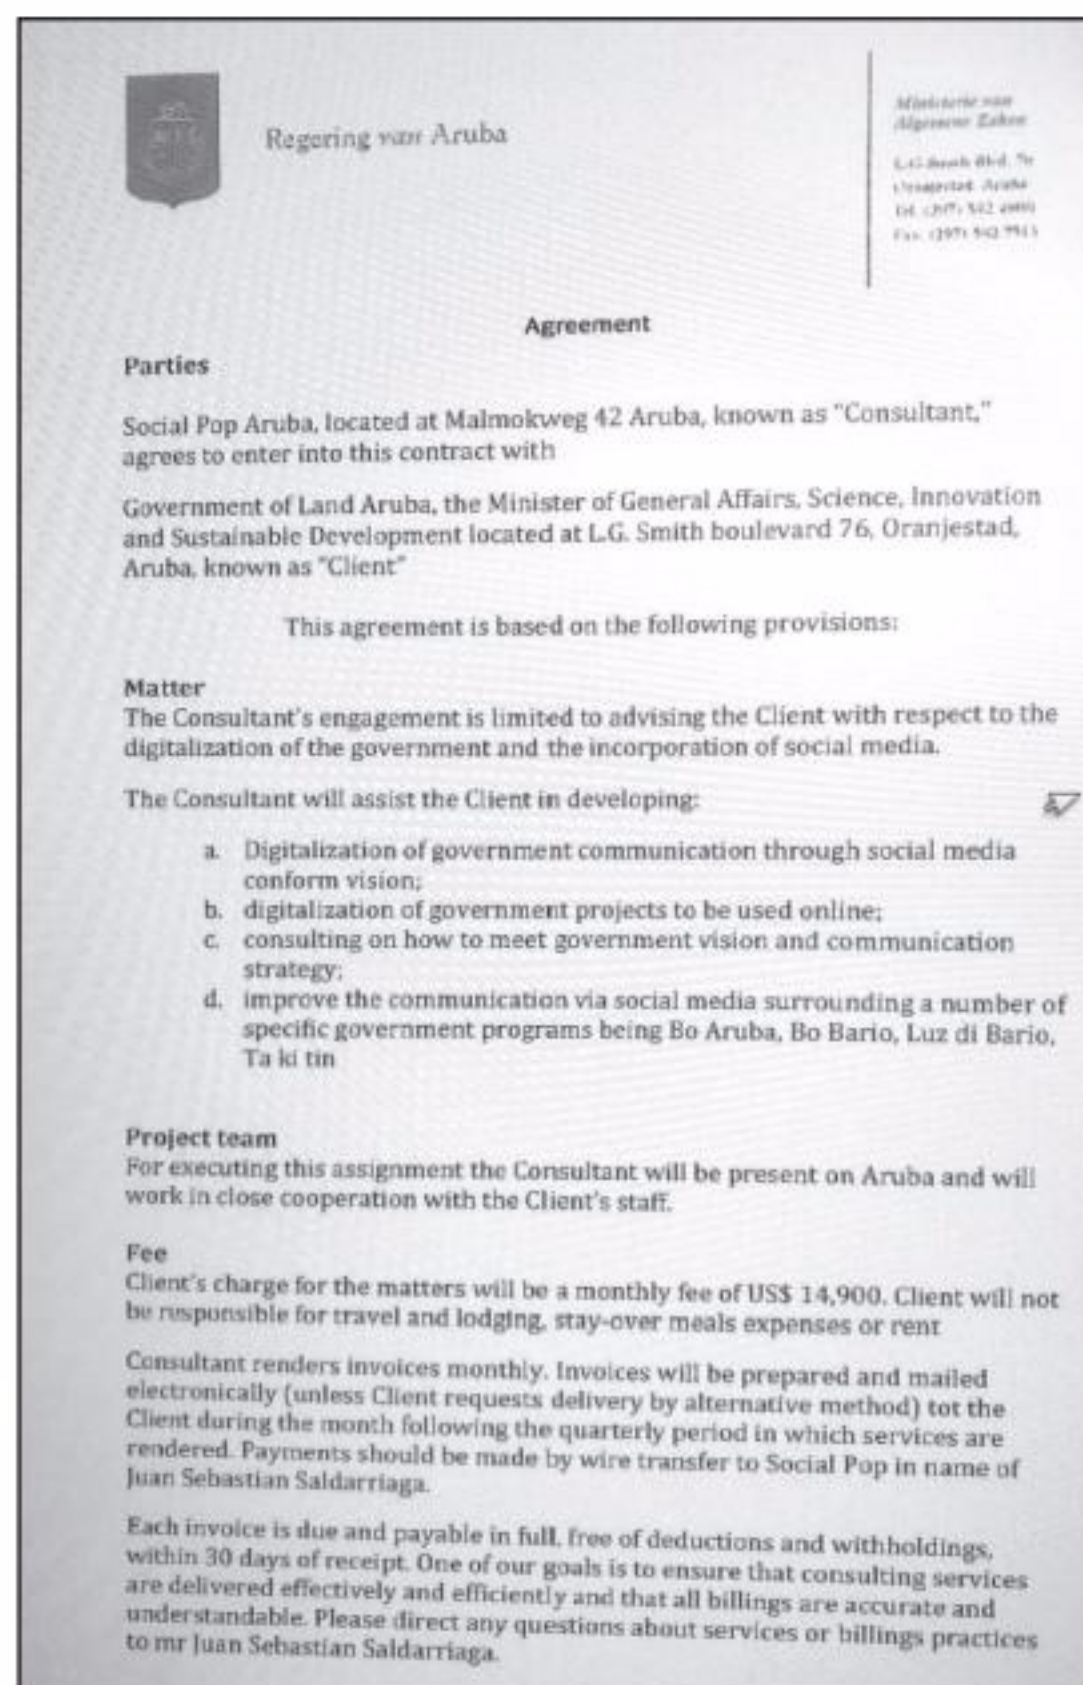 Regering van Aruba
Ministerie van
Algemene Zaken
L.G. Smith Blvd. 76
Oranjestad, Aruba
Agreement
Parties
Social Pop Aruba, located at Malmokweg 42 Aruba, known as "Consultant,"
agrees to enter into this contract with
Government of Land Aruba, the Minister of General Affairs, Science, Innovation
and Sustainable Development located at L.G. Smith boulevard 76, Oranjestad,
Aruba, known as "Client"
This agreement is based on the following provisions:
Matter
The Consultant's engagement is limited to advising the Client with respect to the
digitalization of the government and the incorporation of social media.
The Consultant will assist the Client in developing:
a. Digitalization of government communication through social media
conform vision;
b. digitalization of government projects to be used online;
c. consulting on how to meet government vision and communication
strategy;
d. improve the communication via social media surrounding a number of
specific government programs being Bo Aruba, Bo Bario, Luz di Bario,
Ta ki tin
Project team
For executing this assignment the Consultant will be present on Aruba and will
work in close cooperation with the Client's staff.
Fee
Client's charge for the matters will be a monthly fee of US$ 14,900. Client will not
be responsible for travel and lodging, stay-over meals expenses or rent
Consultant renders invoices monthly. Invoices will be prepared and mailed
electronically (unless Client requests delivery by alternative method) tot the
Client during the month following the quarterly period in which services are
rendered. Payments should be made by wire transfer to Social Pop in name of
Juan Sebastian Saldarriaga.
Each invoice is due and payable in full, free of deductions and withholdings,
within 30 days of receipt. One of our goals is to ensure that consulting services
are delivered effectively and efficiently and that all billings are accurate and
understandable. Please direct any questions about services or billings practices
to mr Juan Sebastian Saldarriaga.